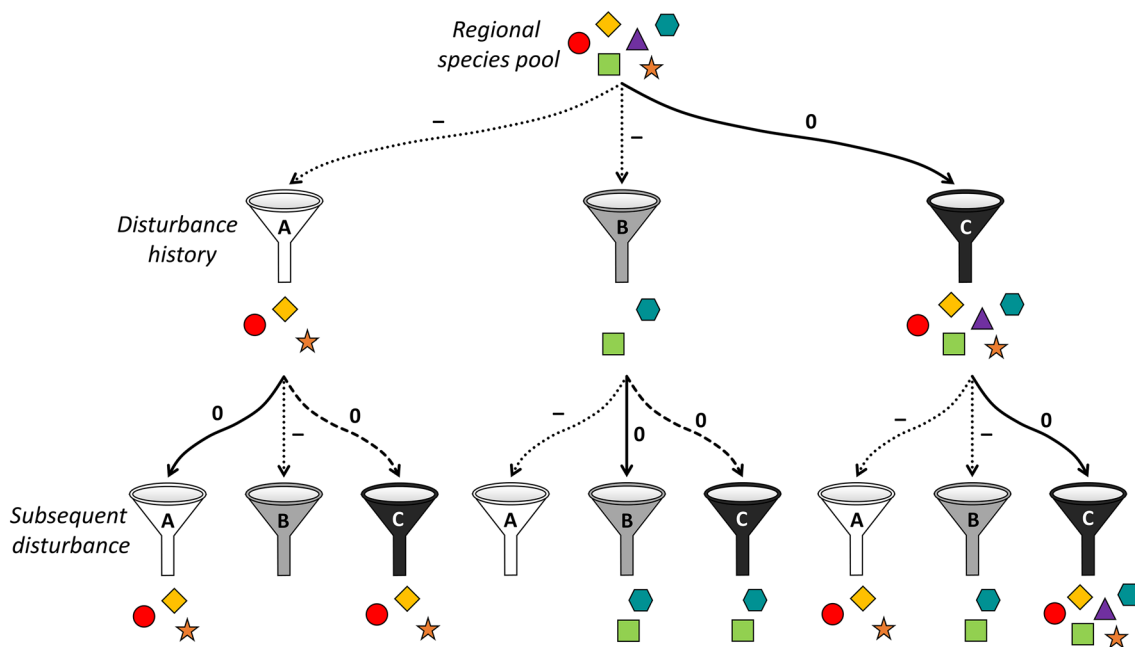 Regional
species pool
–
–
0
Disturbance
history
A
B
C
0
–
0
–
0
0
–
–
0
Subsequent
disturbance
A
B
C
A
B
C
A
B
C